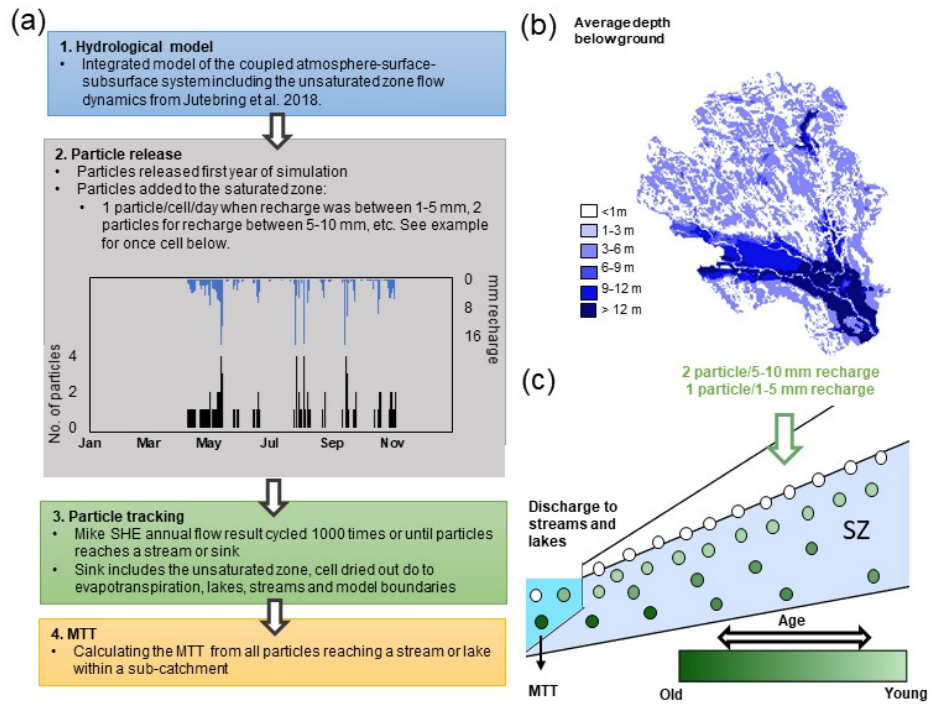 (a)
1. Hydrological model
• Integrated model of the coupled atmosphere-surface-
subsurface system including the unsaturated zone flow
dynamics from Jutebring et al. 2018.
2. Particle release
• Particles released first year of simulation
• Particles added to the saturated zone:
• 1 particle/cell/day when recharge was between 1-5 mm, 2
particles for recharge between 5-10 mm, etc. See example
for once cell below.
0
8
16
mm recharge
4
2
0
No. of particles
Jan Mar May Jul Sep Nov
3. Particle tracking
• Mike SHE annual flow result cycled 1000 times or until particles
reaches a stream or sink
• Sink includes the unsaturated zone, cell dried out do to
evapotranspiration, lakes, streams and model boundaries
4. MTT
• Calculating the MTT from all particles reaching a stream or lake
within a sub-catchment
(b)
Average depth
below ground
<1m
1-3 m
3-6 m
6-9 m
9-12 m
> 12 m
(c)
2 particle/5-10 mm recharge
1 particle/1-5 mm recharge
Discharge to
streams and
lakes
SZ
Age
MTT
Old
Young